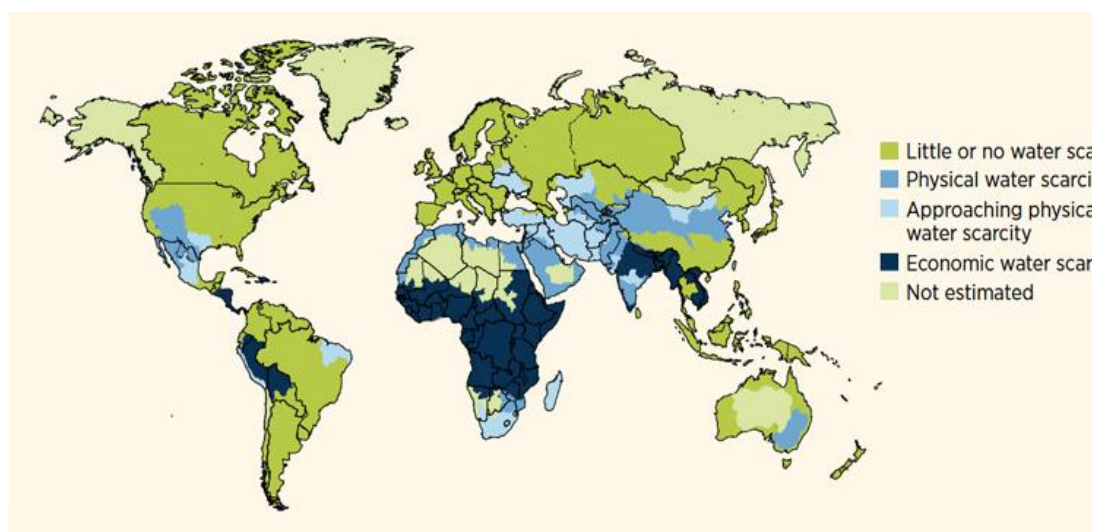 Little or no water sca
Physical water scarci
Approaching physica
water scarcity
Economic water scar
Not estimated